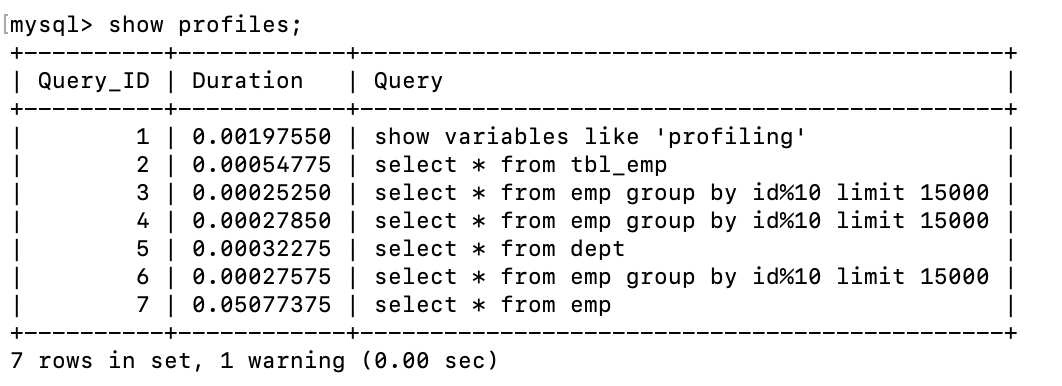 mysql> show profiles;
+----------+------------+-----------------------------------------------+
| Query_ID | Duration   | Query                                         |
+----------+------------+-----------------------------------------------+
|        1 | 0.00197550 | show variables like 'profiling'               |
|        2 | 0.00054775 | select * from tbl_emp                         |
|        3 | 0.00025250 | select * from emp group by id%10 limit 15000 |
|        4 | 0.00027850 | select * from emp group by id%10 limit 15000 |
|        5 | 0.00032275 | select * from dept                            |
|        6 | 0.00027575 | select * from emp group by id%10 limit 15000 |
|        7 | 0.05077375 | select * from emp                             |
+----------+------------+-----------------------------------------------+
7 rows in set, 1 warning (0.00 sec)